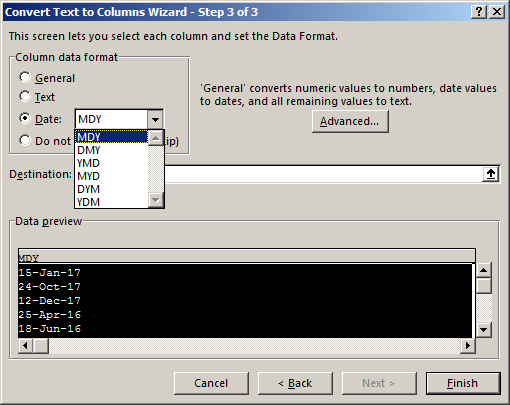 Convert Text to Columns Wizard - Step 3 of 3
This screen lets you select each column and set the Data Format.
Column data format
General
Text
Date: MDY
Do not ip)
MDY
DMY
YMD
MYD
DYM
YDM
'General' converts numeric values to numbers, date values
to dates, and all remaining values to text.
Advanced...
Destination:
Data preview
MDY
15-Jan-17
24-Oct-17
12-Dec-17
25-Apr-16
18-Jun-16
Cancel
< Back
Next >
Finish